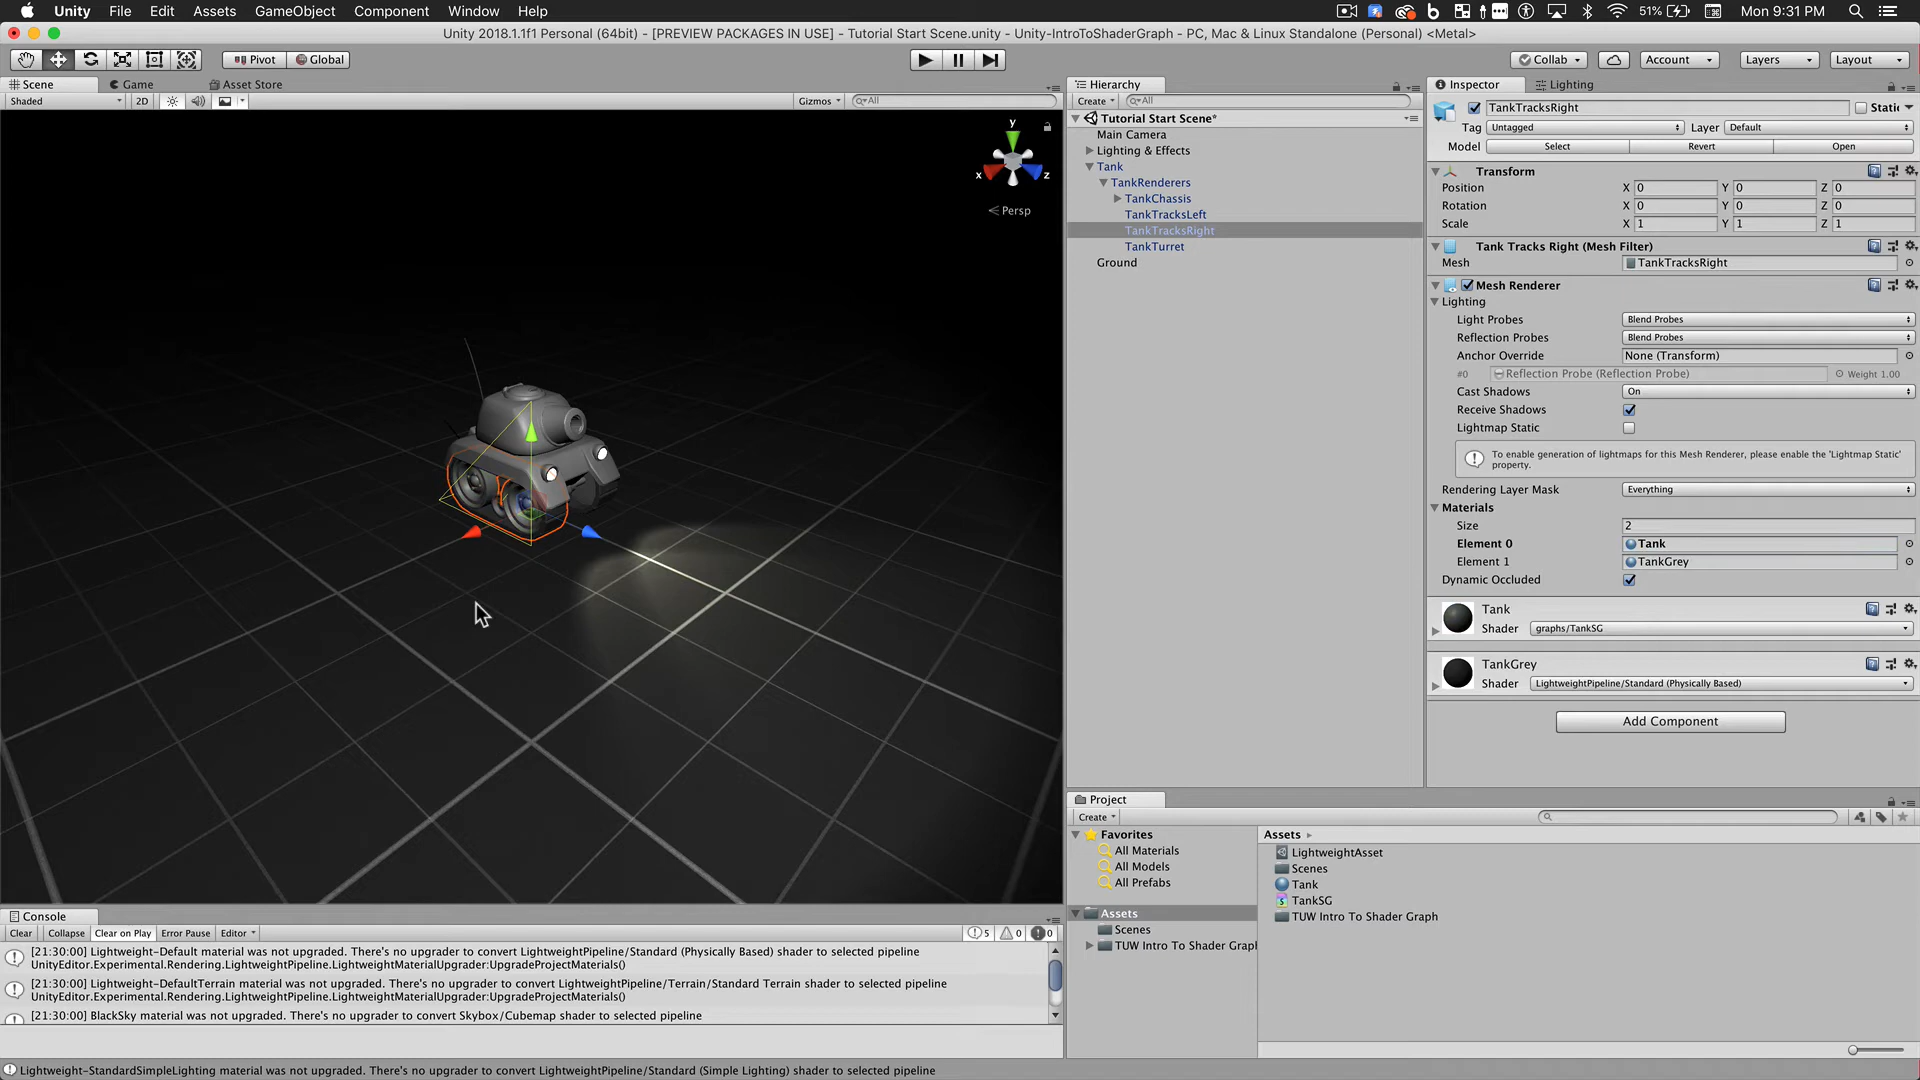 Unity File Edit Assets GameObject Component Window Help 51% Mon 9:31 PM
Unity 2018.1.1f1 Personal (64bit) - [PREVIEW PACKAGES IN USE] - Tutorial Start Scene.unity - Unity-IntroToShaderGraph - PC, Mac & Linux Standalone (Personal) <Metal>
Pivot Global Collab Account Layers Layout
Scene Game Asset Store
Shaded 2D Gizmos All
y
x z
Persp
Hierarchy
Create All
Tutorial Start Scene*
Main Camera
Lighting & Effects
Tank
TankRenderers
TankChassis
TankTracksLeft
TankTracksRight
TankTurret
Ground
Inspector Lighting
TankTracksRight Static
Tag Untagged Layer Default
Model Select Revert Open
Transform
Position X 0 Y 0 Z 0
Rotation X 0 Y 0 Z 0
Scale X 1 Y 1 Z 1
Tank Tracks Right (Mesh Filter)
Mesh TankTracksRight
Mesh Renderer
Lighting
Light Probes Blend Probes
Reflection Probes Blend Probes
Anchor Override None (Transform)
#0 Reflection Probe (Reflection Probe) Weight 1.00
Cast Shadows On
Receive Shadows
Lightmap Static
To enable generation of lightmaps for this Mesh Renderer, please enable the 'Lightmap Static'
property.
Rendering Layer Mask Everything
Materials
Size 2
Element 0 Tank
Element 1 TankGrey
Dynamic Occluded
Tank
Shader graphs/TankSG
TankGrey
Shader LightweightPipeline/Standard (Physically Based)
Add Component
Project
Create
Favorites
All Materials
All Models
All Prefabs
Assets
Scenes
TUW Intro To Shader Grap
Assets
LightweightAsset
Scenes
Tank
TankSG
TUW Intro To Shader Graph
Console
Clear Collapse Clear on Play Error Pause Editor 5 0 0
[21:30:00] Lightweight-Default material was not upgraded. There's no upgrader to convert LightweightPipeline/Standard (Physically Based) shader to selected pipeline
UnityEditor.Experimental.Rendering.LightweightPipeline.LightweightMaterialUpgrader:UpgradeProjectMaterials()
[21:30:00] Lightweight-DefaultTerrain material was not upgraded. There's no upgrader to convert LightweightPipeline/Terrain/Standard Terrain shader to selected pipeline
UnityEditor.Experimental.Rendering.LightweightPipeline.LightweightMaterialUpgrader:UpgradeProjectMaterials()
[21:30:00] BlackSky material was not upgraded. There's no upgrader to convert Skybox/Cubemap shader to selected pipeline
Lightweight-StandardSimpleLighting material was not upgraded. There's no upgrader to convert LightweightPipeline/Standard (Simple Lighting) shader to selected pipeline